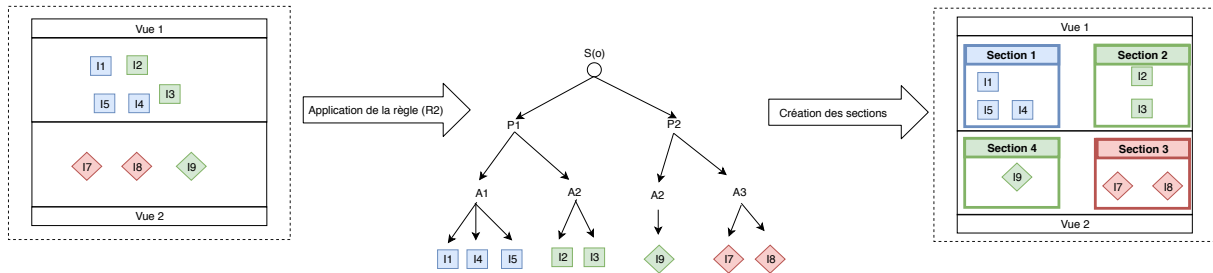 Vue 1
I1
I2
I3
I5
I4
I7
I8
I9
Vue 2
Application de la règle (R2)
S(o)
P1
P2
A1
A2
A2
A3
I1
I4
I5
I2
I3
I9
I7
I8
Création des sections
Vue 1
Section 1
Section 2
I1
I2
I5
I4
I3
Section 4
Section 3
I9
I7
I8
Vue 2